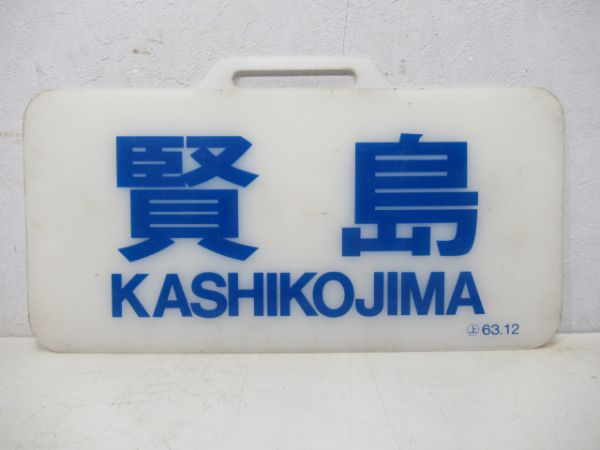 賢島
KASHIKOJIMA
㊤ 63.12